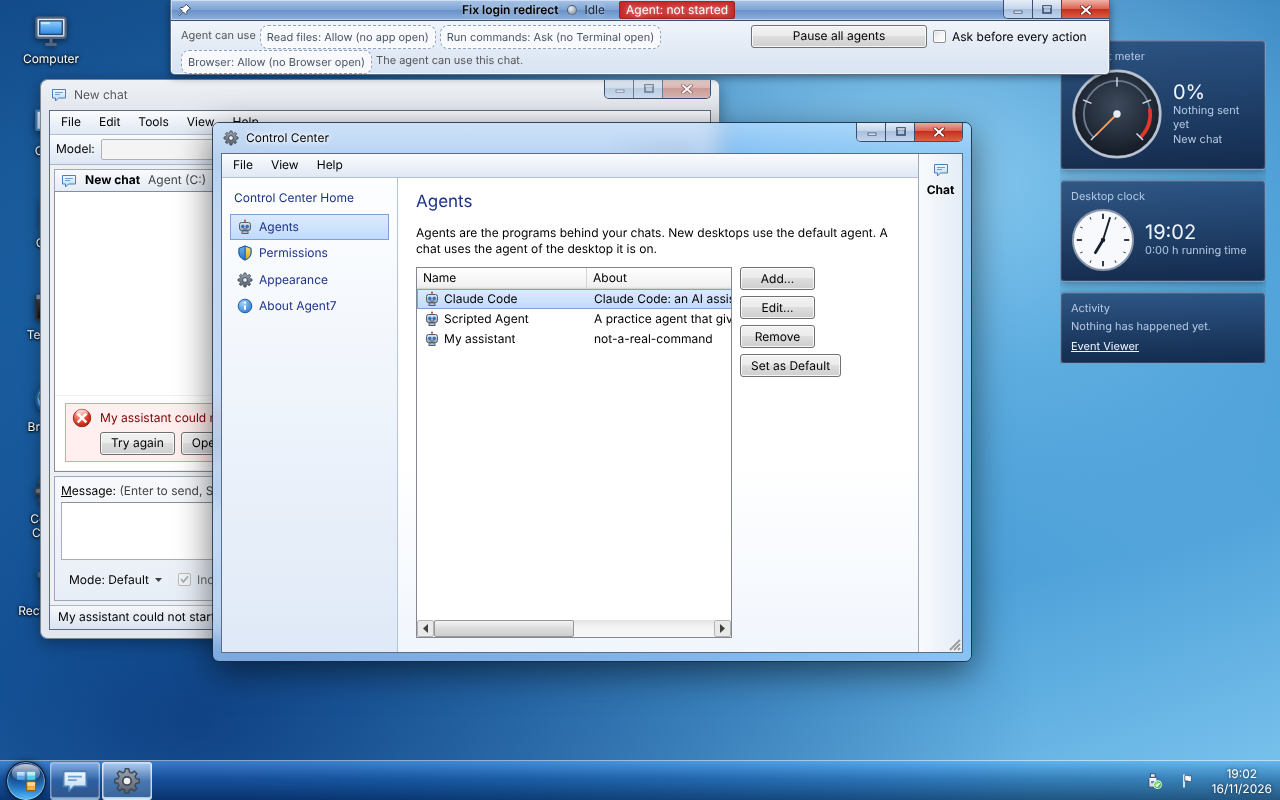 Fix login redirect
Idle
Agent: not started
Agent can use
Read files: Allow (no app open)
Run commands: Ask (no Terminal open)
Browser: Allow (no Browser open)
The agent can use this chat.
Pause all agents
Ask before every action
Computer
New chat
File Edit Tools View Help
Model:
New chat Agent (C:)
My assistant could
Try again
Message: (Enter to send, S
Mode: Default
My assistant could not star
Control Center
File View Help
Control Center Home
Agents
Permissions
Appearance
About Agent7
Agents
Agents are the programs behind your chats. New desktops use the default agent. A
chat uses the agent of the desktop it is on.
Name About
Claude Code Claude Code: an AI assis
Scripted Agent A practice agent that giv
My assistant not-a-real-command
Add...
Edit...
Remove
Set as Default
Chat
meter
0%
Nothing sent
yet
New chat
Desktop clock
19:02
0:00 h running time
Activity
Nothing has happened yet.
Event Viewer
19:02
16/11/2026